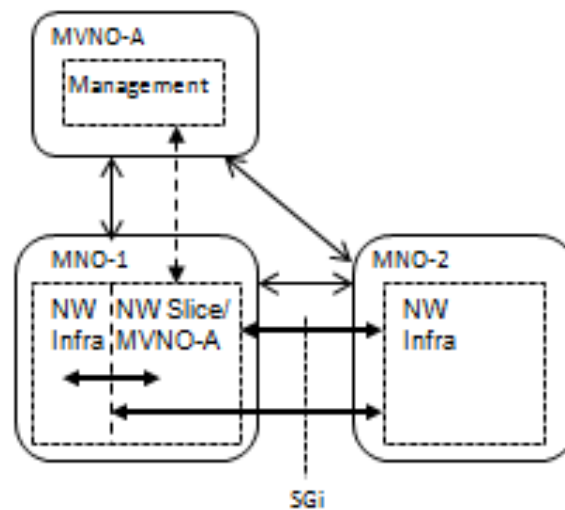 MVNO-A
Management
MNO-1
MNO-2
NW
Infra
NW Slice/
MVNO-A
NW
Infra
SGi